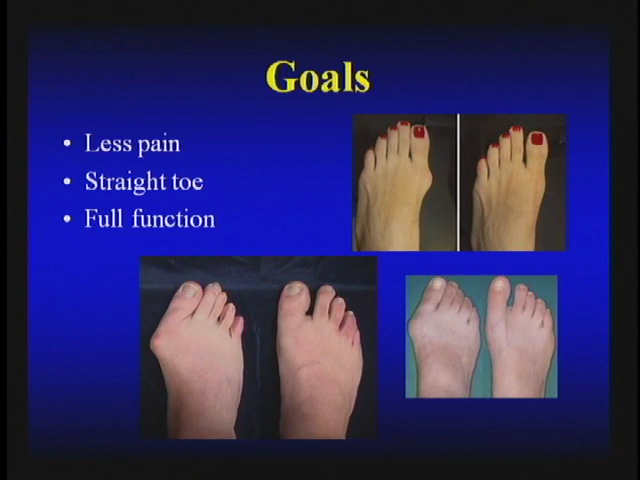 Goals
• Less pain
• Straight toe
• Full function